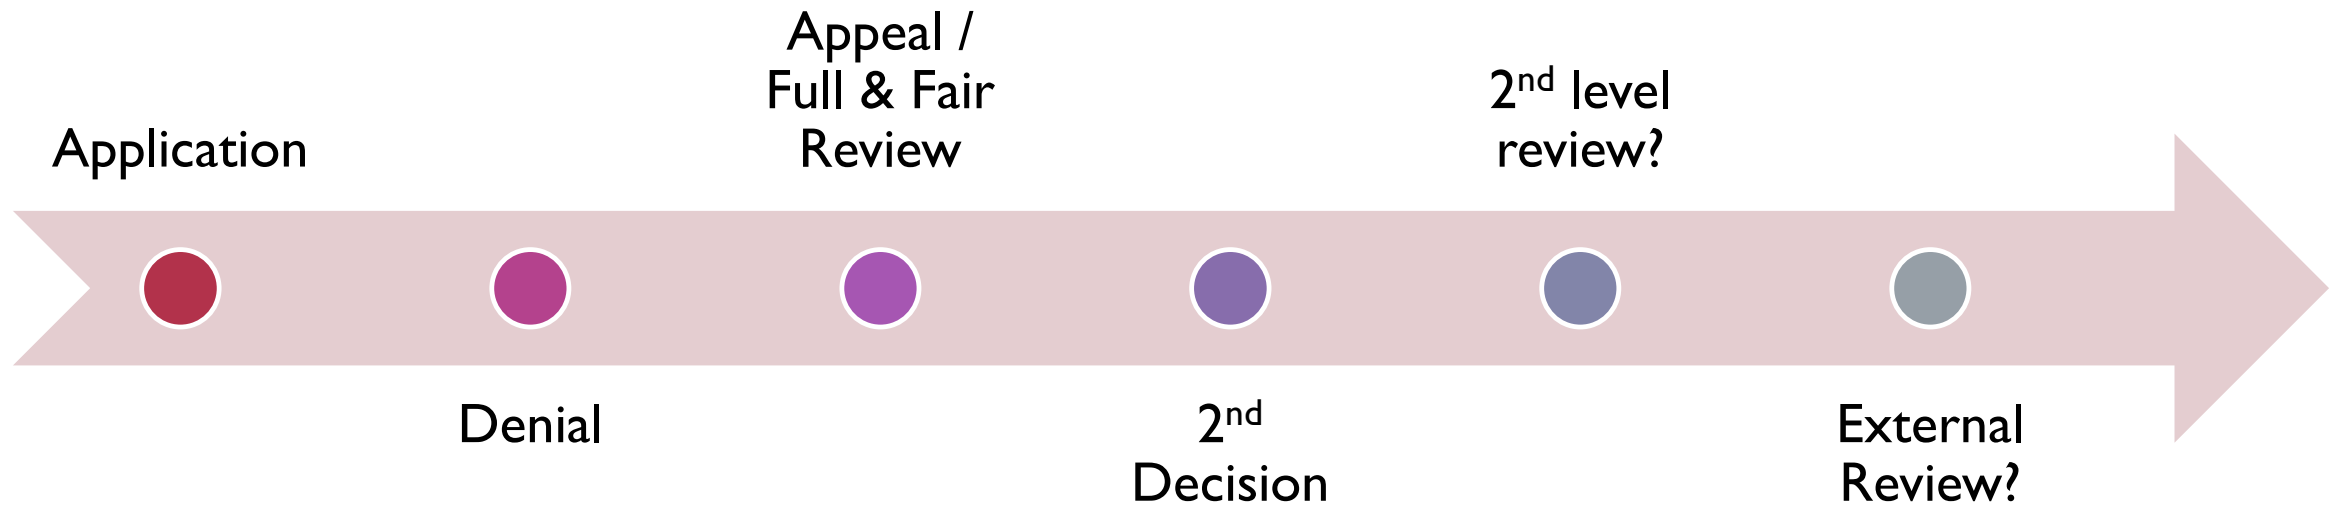 Application
Denial
Appeal /
Full & Fair
Review
2nd
Decision
2nd level
review?
External
Review?